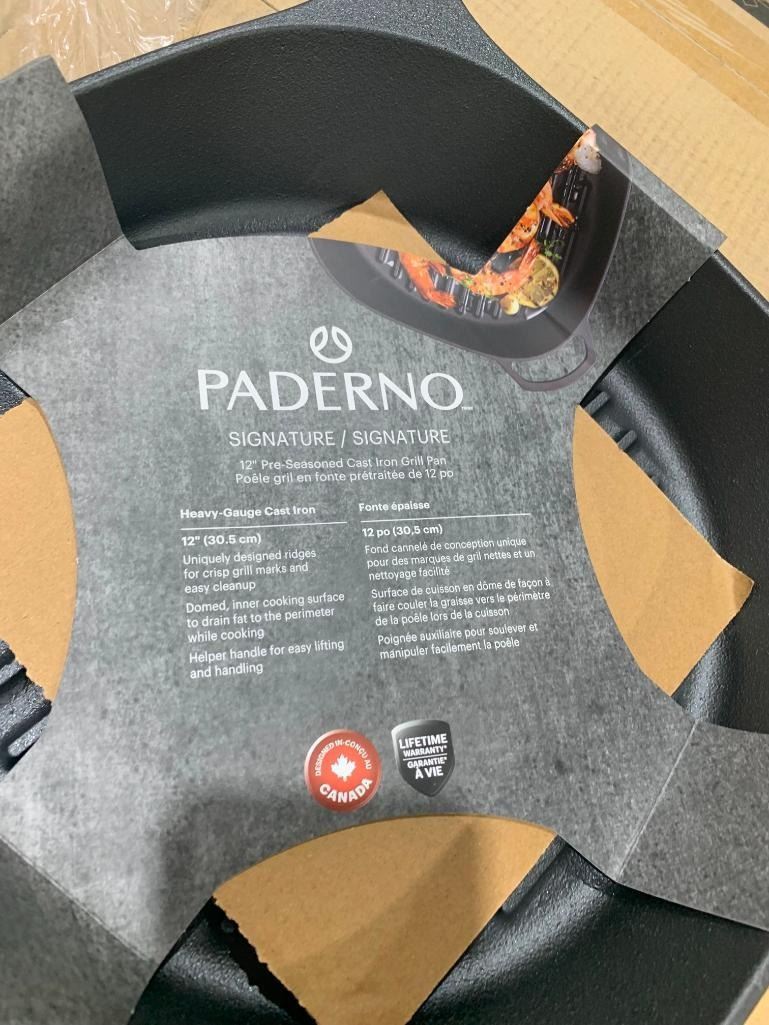 PADERNO
SIGNATURE / SIGNATURE
12" Pre-Seasoned Cast Iron Grill Pan
Poêle gril en fonte prétraitée de 12 po
Heavy-Gauge Cast Iron
12" (30.5 cm)
Uniquely designed ridges
for crisp grill marks and
easy cleanup
Domed, inner cooking surface
to drain fat to the perimeter
while cooking
Helper handle for easy lifting
and handling
Fonte épaisse
12 po (30,5 cm)
Fond cannelé de conception unique
pour des marques de gril nettes et un
nettoyage facilité
Surface de cuisson en dôme de façon à
faire couler la graisse vers le périmètre
de la poêle lors de la cuisson
Poignée auxiliaire pour soulever et
manipuler facilement la poêle
DESIGNED IN-CONÇU AU
CANADA
LIFETIME
WARRANTY*
GARANTIE*
À VIE